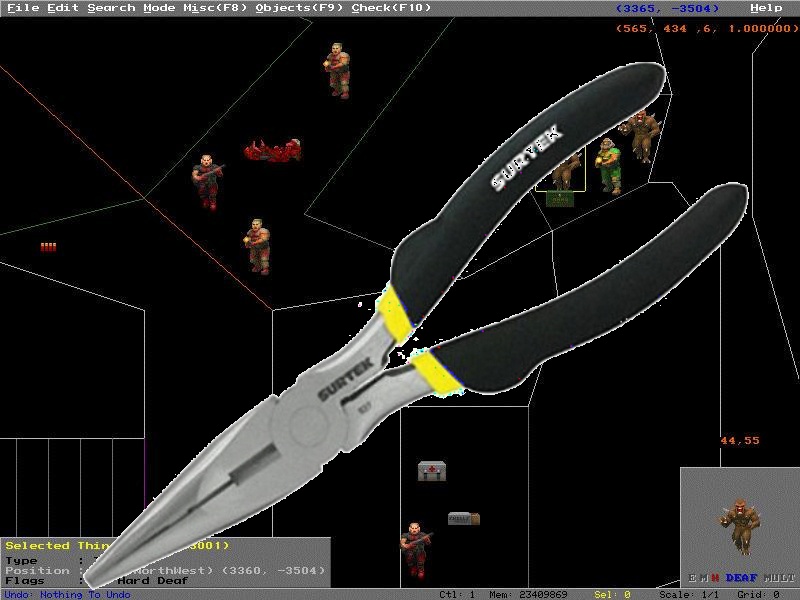 File Edit Search Mode Misc(F8) Objects(F9) Check(F10) (3365, -3504) Help
(565, 434 ,6, 1.000000)
SURTEK
SURTEK
44,55
Selected Thin 3001)
Type :
Position : NorthWest) (3360, -3504)
Flags : Hard Deaf
E M H DEAF MULT
Undo: Nothing To Undo Ctl: 1 Mem: 23409869 Sel: 0 Scale: 1/1 Grid: 0